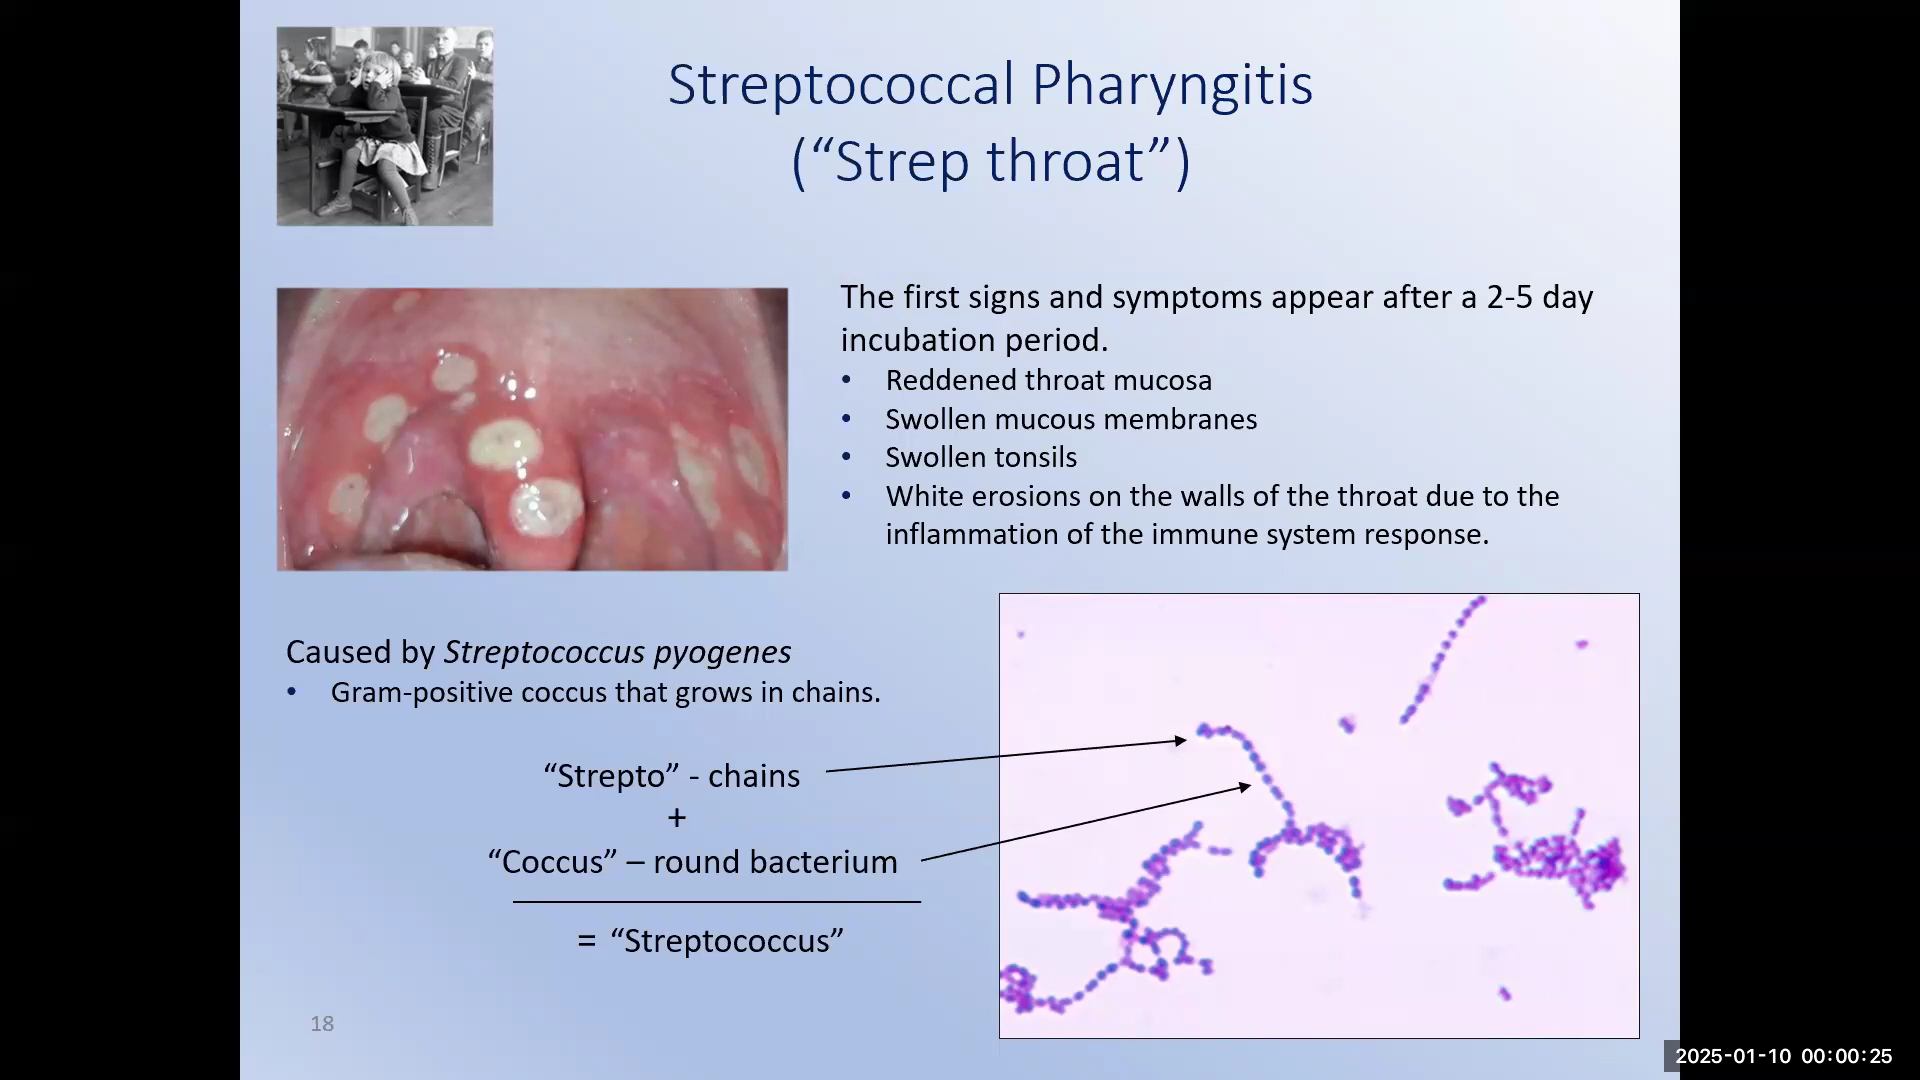 Streptococcal Pharyngitis
(“Strep throat”)
The first signs and symptoms appear after a 2-5 day
incubation period.
• Reddened throat mucosa
• Swollen mucous membranes
• Swollen tonsils
• White erosions on the walls of the throat due to the
inflammation of the immune system response.
Caused by Streptococcus pyogenes
• Gram-positive coccus that grows in chains.
“Strepto” - chains
+
“Coccus” – round bacterium
= “Streptococcus”
18
2025-01-10 00:00:25